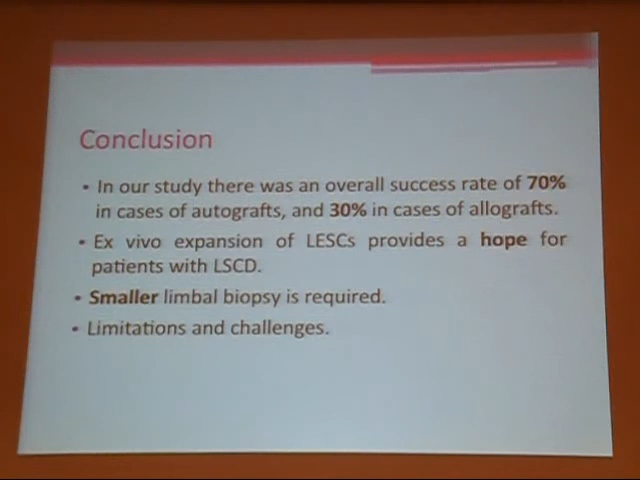 Conclusion
• In our study there was an overall success rate of 70%
in cases of autografts, and 30% in cases of allografts.
• Ex vivo expansion of LESCs provides a hope for
patients with LSCD.
• Smaller limbal biopsy is required.
• Limitations and challenges.